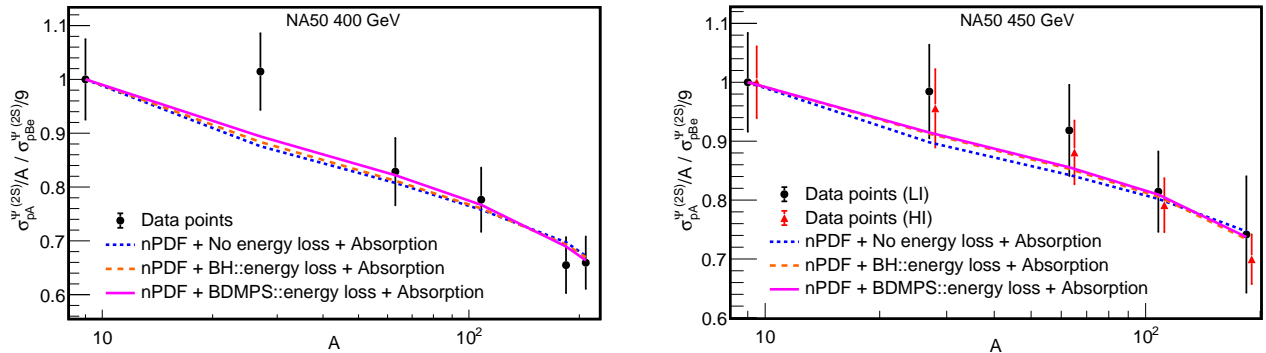 NA50 400 GeV
σ_pA^Ψ(2S)/A / σ_pBe^Ψ(2S)/9
1.1
1
0.9
0.8
0.7
0.6
Data points
nPDF + No energy loss + Absorption
nPDF + BH::energy loss + Absorption
nPDF + BDMPS::energy loss + Absorption
10
10²
A
NA50 450 GeV
σ_pA^Ψ(2S)/A / σ_pBe^Ψ(2S)/9
1.1
1
0.9
0.8
0.7
0.6
Data points (LI)
Data points (HI)
nPDF + No energy loss + Absorption
nPDF + BH::energy loss + Absorption
nPDF + BDMPS::energy loss + Absorption
10
10²
A